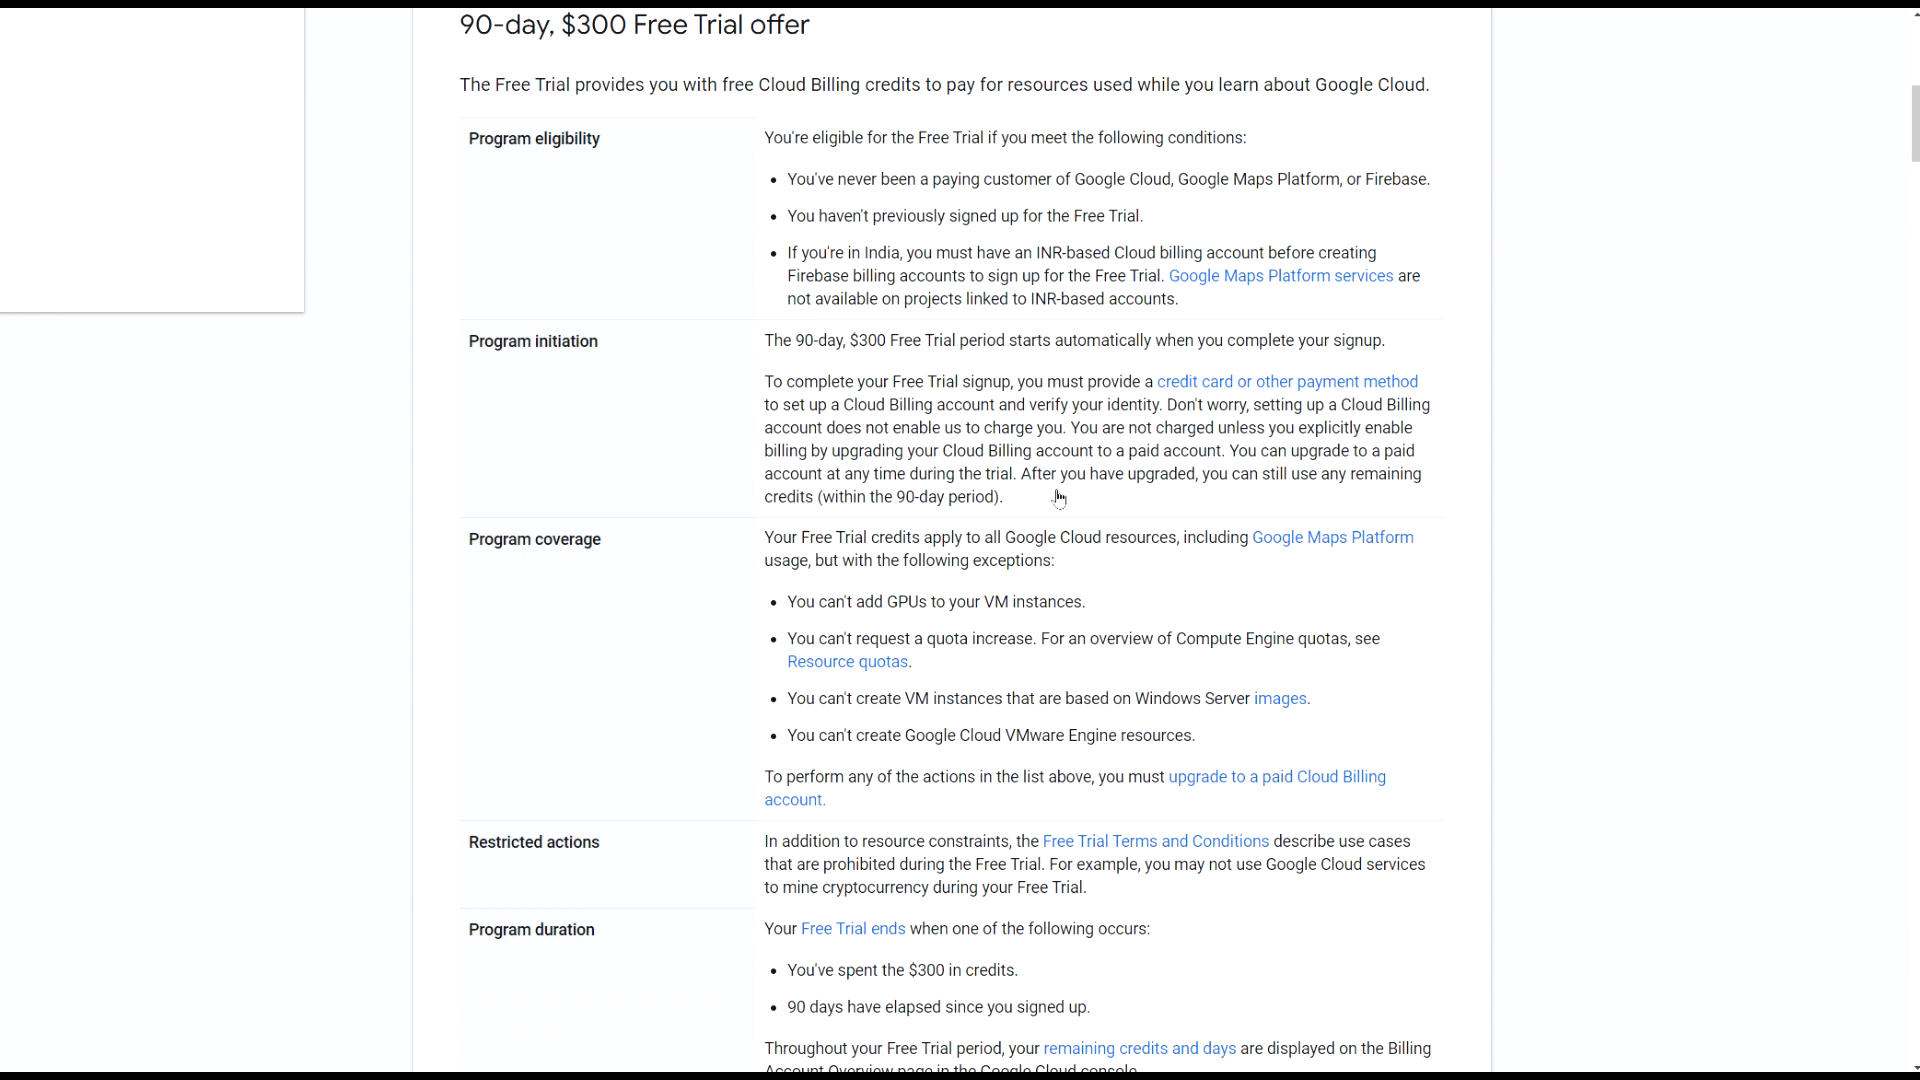 90-day, $300 Free Trial offer
The Free Trial provides you with free Cloud Billing credits to pay for resources used while you learn about Google Cloud.
Program eligibility
You're eligible for the Free Trial if you meet the following conditions:
• You've never been a paying customer of Google Cloud, Google Maps Platform, or Firebase.
• You haven't previously signed up for the Free Trial.
• If you're in India, you must have an INR-based Cloud billing account before creating
Firebase billing accounts to sign up for the Free Trial. Google Maps Platform services are
not available on projects linked to INR-based accounts.
Program initiation
The 90-day, $300 Free Trial period starts automatically when you complete your signup.
To complete your Free Trial signup, you must provide a credit card or other payment method
to set up a Cloud Billing account and verify your identity. Don't worry, setting up a Cloud Billing
account does not enable us to charge you. You are not charged unless you explicitly enable
billing by upgrading your Cloud Billing account to a paid account. You can upgrade to a paid
account at any time during the trial. After you have upgraded, you can still use any remaining
credits (within the 90-day period).
Program coverage
Your Free Trial credits apply to all Google Cloud resources, including Google Maps Platform
usage, but with the following exceptions:
• You can't add GPUs to your VM instances.
• You can't request a quota increase. For an overview of Compute Engine quotas, see
Resource quotas.
• You can't create VM instances that are based on Windows Server images.
• You can't create Google Cloud VMware Engine resources.
To perform any of the actions in the list above, you must upgrade to a paid Cloud Billing
account.
Restricted actions
In addition to resource constraints, the Free Trial Terms and Conditions describe use cases
that are prohibited during the Free Trial. For example, you may not use Google Cloud services
to mine cryptocurrency during your Free Trial.
Program duration
Your Free Trial ends when one of the following occurs:
• You've spent the $300 in credits.
• 90 days have elapsed since you signed up.
Throughout your Free Trial period, your remaining credits and days are displayed on the Billing
Account Overview page in the Google Cloud console.